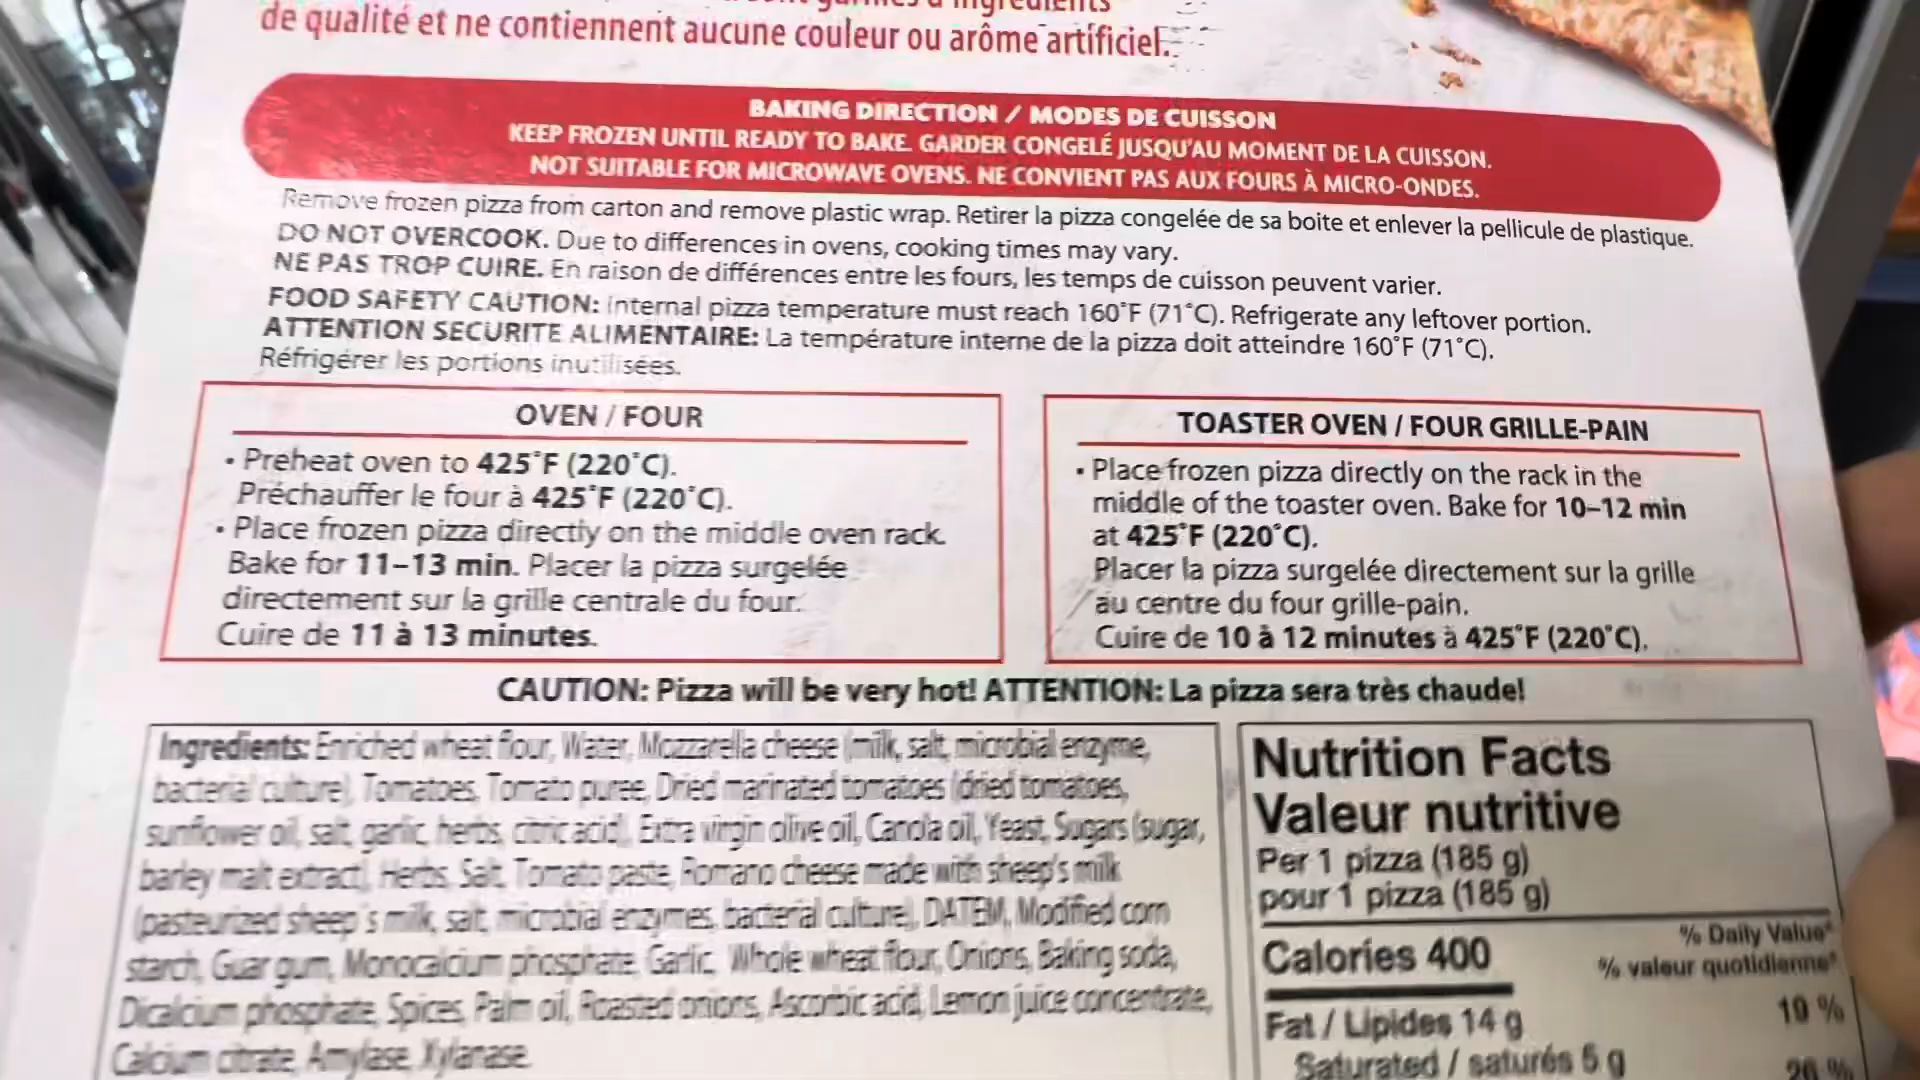 de qualité et ne contiennent aucune couleur ou arôme artificiel.
BAKING DIRECTION / MODES DE CUISSON
KEEP FROZEN UNTIL READY TO BAKE. GARDER CONGELÉ JUSQU'AU MOMENT DE LA CUISSON.
NOT SUITABLE FOR MICROWAVE OVENS. NE CONVIENT PAS AUX FOURS À MICRO-ONDES.
Remove frozen pizza from carton and remove plastic wrap. Retirer la pizza congelée de sa boite et enlever la pellicule de plastique.
DO NOT OVERCOOK. Due to differences in ovens, cooking times may vary.
NE PAS TROP CUIRE. En raison de différences entre les fours, les temps de cuisson peuvent varier.
FOOD SAFETY CAUTION: internal pizza temperature must reach 160°F (71°C). Refrigerate any leftover portion.
ATTENTION SECURITE ALIMENTAIRE: La température interne de la pizza doit atteindre 160°F (71°C).
Réfrigérer les portions inutilisées.
OVEN / FOUR
• Preheat oven to 425°F (220°C).
Préchauffer le four à 425°F (220°C).
• Place frozen pizza directly on the middle oven rack.
Bake for 11–13 min. Placer la pizza surgelée
directement sur la grille centrale du four.
Cuire de 11 à 13 minutes.
TOASTER OVEN / FOUR GRILLE-PAIN
• Place frozen pizza directly on the rack in the
middle of the toaster oven. Bake for 10–12 min
at 425°F (220°C).
Placer la pizza surgelée directement sur la grille
au centre du four grille-pain.
Cuire de 10 à 12 minutes à 425°F (220°C).
CAUTION: Pizza will be very hot! ATTENTION: La pizza sera très chaude!
Ingredients: Enriched wheat flour, Water, Mozzarella cheese (milk, salt, microbial enzyme,
bacterial culture), Tomatoes, Tomato puree, Dried marinated tomatoes (dried tomatoes,
sunflower oil, salt, garlic, herbs, citric acid), Extra virgin olive oil, Canola oil, Yeast, Sugars (sugar,
barley malt extract), Herbs, Salt, Tomato paste, Romano cheese made with sheep's milk
(pasteurized sheep's milk, salt, microbial enzymes, bacterial culture), DATEM, Modified corn
starch, Guar gum, Monocalcium phosphate, Garlic, Whole wheat flour, Onions, Baking soda,
Dicalcium phosphate, Spices, Palm oil, Roasted onions, Ascorbic acid, Lemon juice concentrate,
Calcium citrate, Amylase, Xylanase.
Nutrition Facts
Valeur nutritive
Per 1 pizza (185 g)
pour 1 pizza (185 g)
% Daily Value*
Calories 400
% valeur quotidienne*
Fat / Lipides 14 g
19 %
Saturated / saturés 5 g